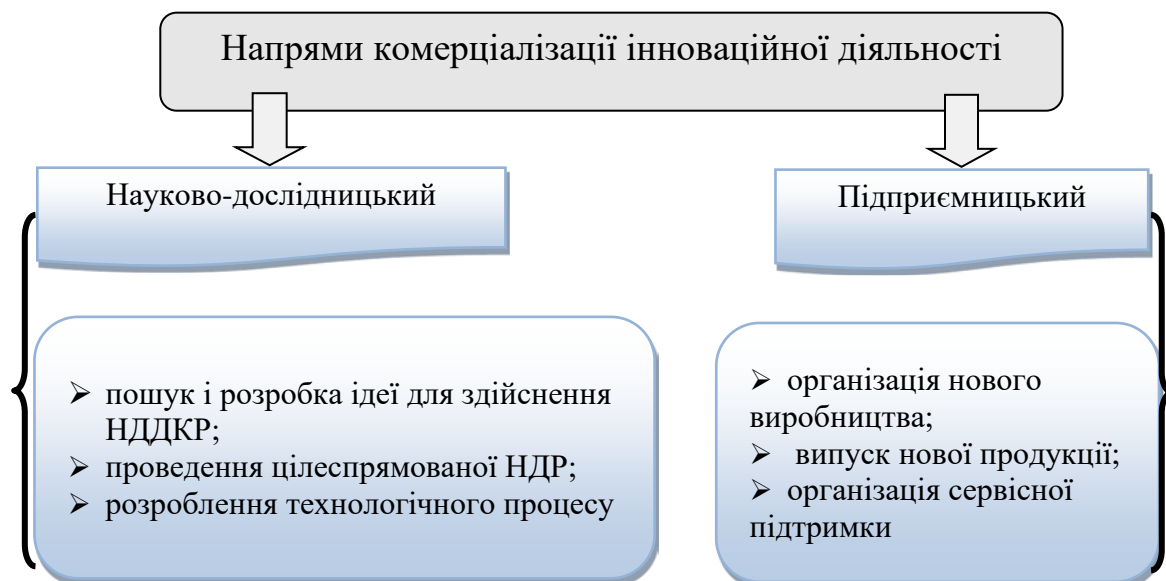 Напрями комерціалізації інноваційної діяльності
Науково-дослідницький
Підприємницький
➢ пошук і розробка ідеї для здійснення
НДДКР;
➢ проведення цілеспрямованої НДР;
➢ розроблення технологічного процесу
➢ організація нового
виробництва;
➢ випуск нової продукції;
➢ організація сервісної
підтримки